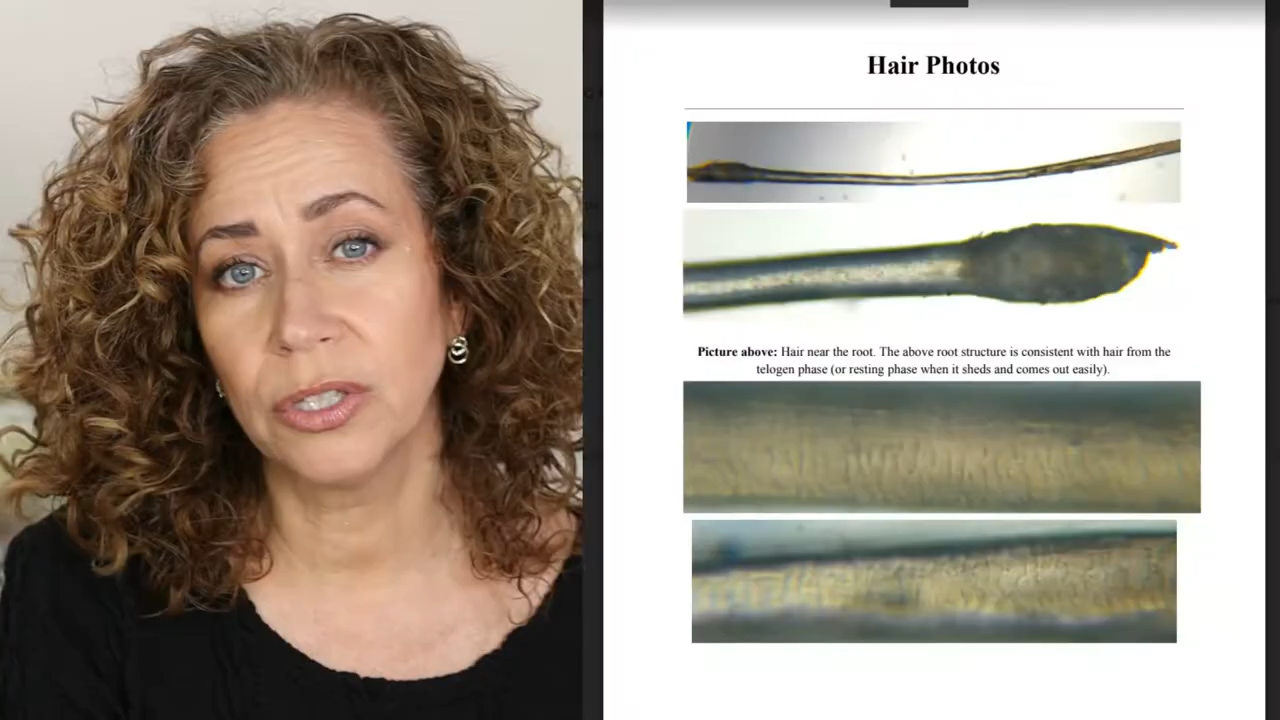 Hair Photos
Picture above: Hair near the root. The above root structure is consistent with hair from the
telogen phase (or resting phase when it sheds and comes out easily).